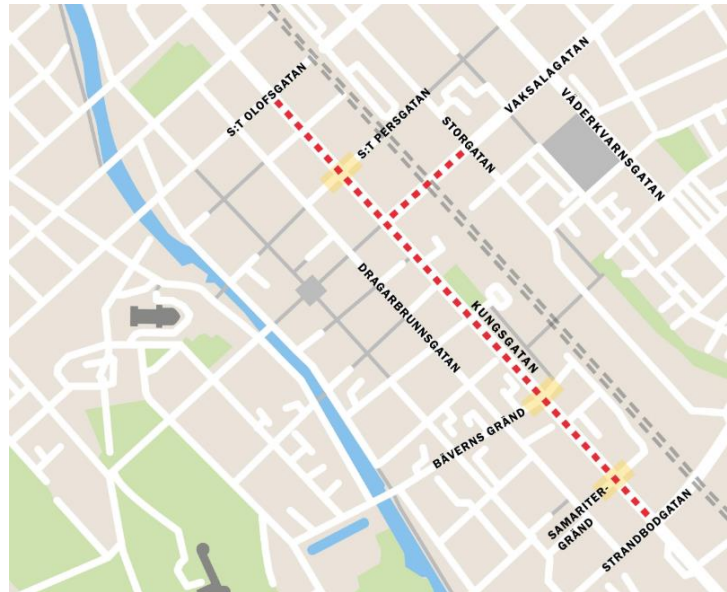 S:T OLOFSGATAN
S:T PERSGATAN
STORGATAN
VAKSALAGATAN
VÄDERKVARNSGATAN
DRAGARBRUNNSGATAN
KUNGSGATAN
BÄVERNS GRÄND
SAMARITER-
GRÄND
STRANDBODGATAN